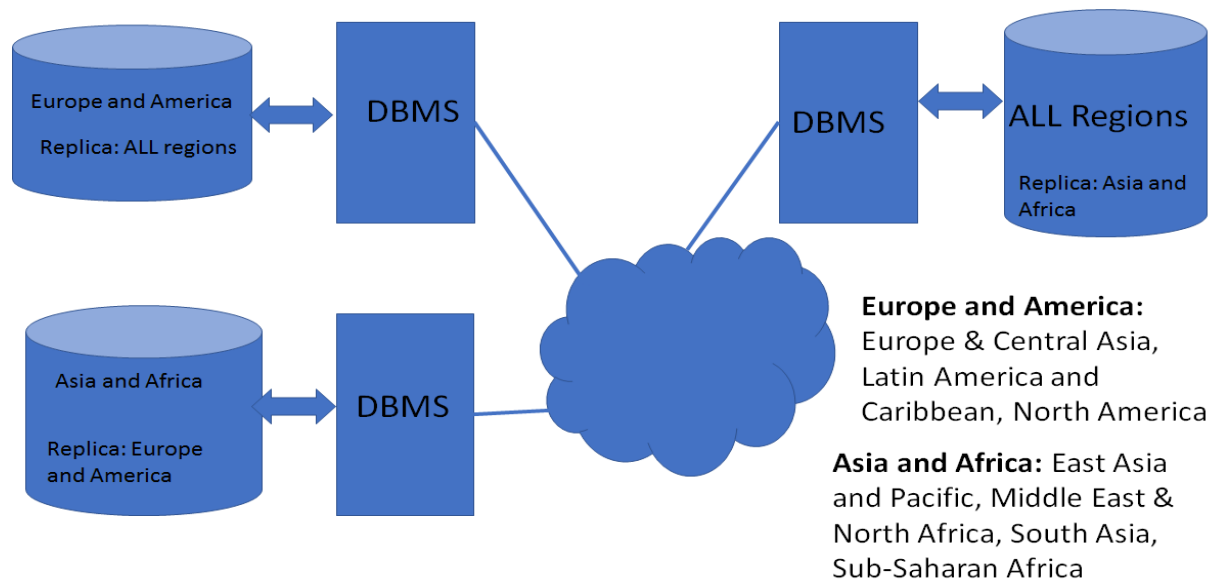 Europe and America
Replica: ALL regions
DBMS
DBMS
ALL Regions
Replica: Asia and
Africa
Asia and Africa
Replica: Europe
and America
DBMS
Europe and America:
Europe & Central Asia,
Latin America and
Caribbean, North America
Asia and Africa: East Asia
and Pacific, Middle East &
North Africa, South Asia,
Sub-Saharan Africa